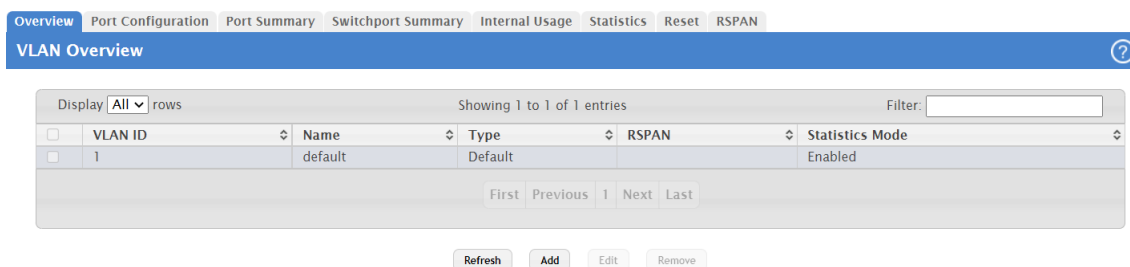 Overview Port Configuration Port Summary Switchport Summary Internal Usage Statistics Reset RSPAN
VLAN Overview ?
Display All rows Showing 1 to 1 of 1 entries Filter:
VLAN ID Name Type RSPAN Statistics Mode
1 default Default Enabled
First Previous 1 Next Last
Refresh Add Edit Remove